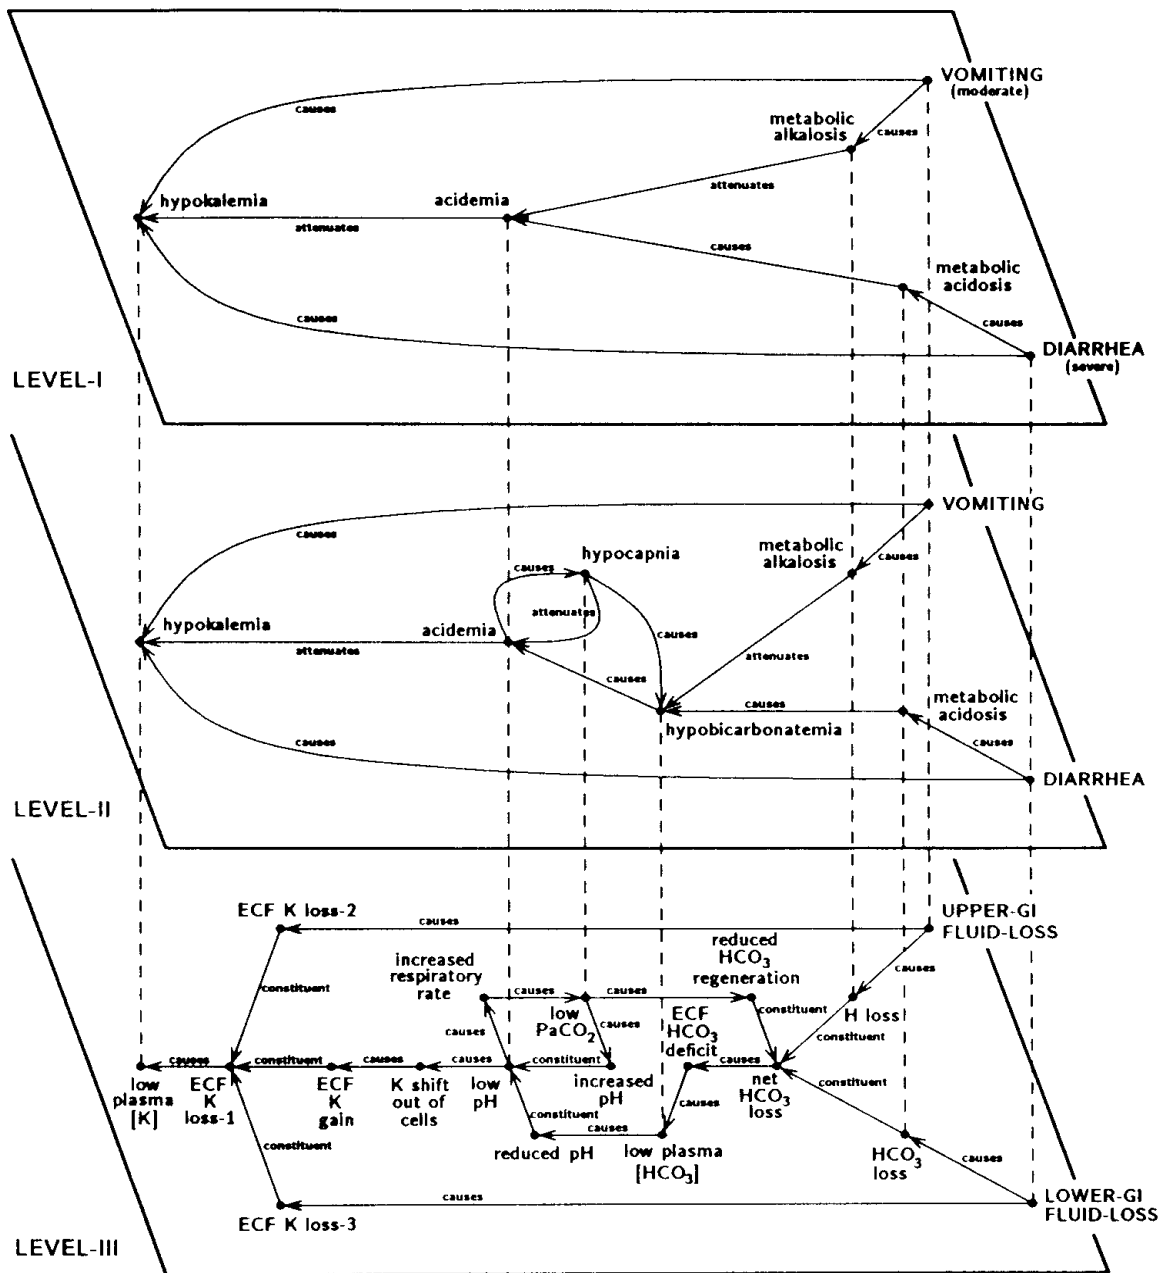 VOMITING
(moderate)
causes
metabolic
alkalosis
causes
attenuates
hypokalemia
acidemia
attenuates
causes
metabolic
acidosis
causes
causes
DIARRHEA
(severe)
LEVEL-I
VOMITING
causes
hypocapnia
metabolic
alkalosis
causes
causes
attenuates
hypokalemia
acidemia
causes
attenuates
attenuates
causes
causes
metabolic
acidosis
hypobicarbonatemia
causes
causes
DIARRHEA
LEVEL-II
ECF K loss-2
causes
UPPER-GI
FLUID-LOSS
reduced
HCO3
regeneration
increased
respiratory
rate
causes
constituent
causes
causes
low
PaCO2
causes
ECF
HCO3
deficit
constituent
H loss
causes
constituent
causes
constituent
causes
causes
constituent
causes
low
plasma
[K]
ECF
K
loss-1
ECF
K
gain
K shift
out of
cells
low
pH
increased
pH
net
HCO3
loss
causes
constituent
constituent
causes
constituent
reduced pH
low plasma
[HCO3]
HCO3
loss
causes
causes
ECF K loss-3
LOWER-GI
FLUID-LOSS
LEVEL-III